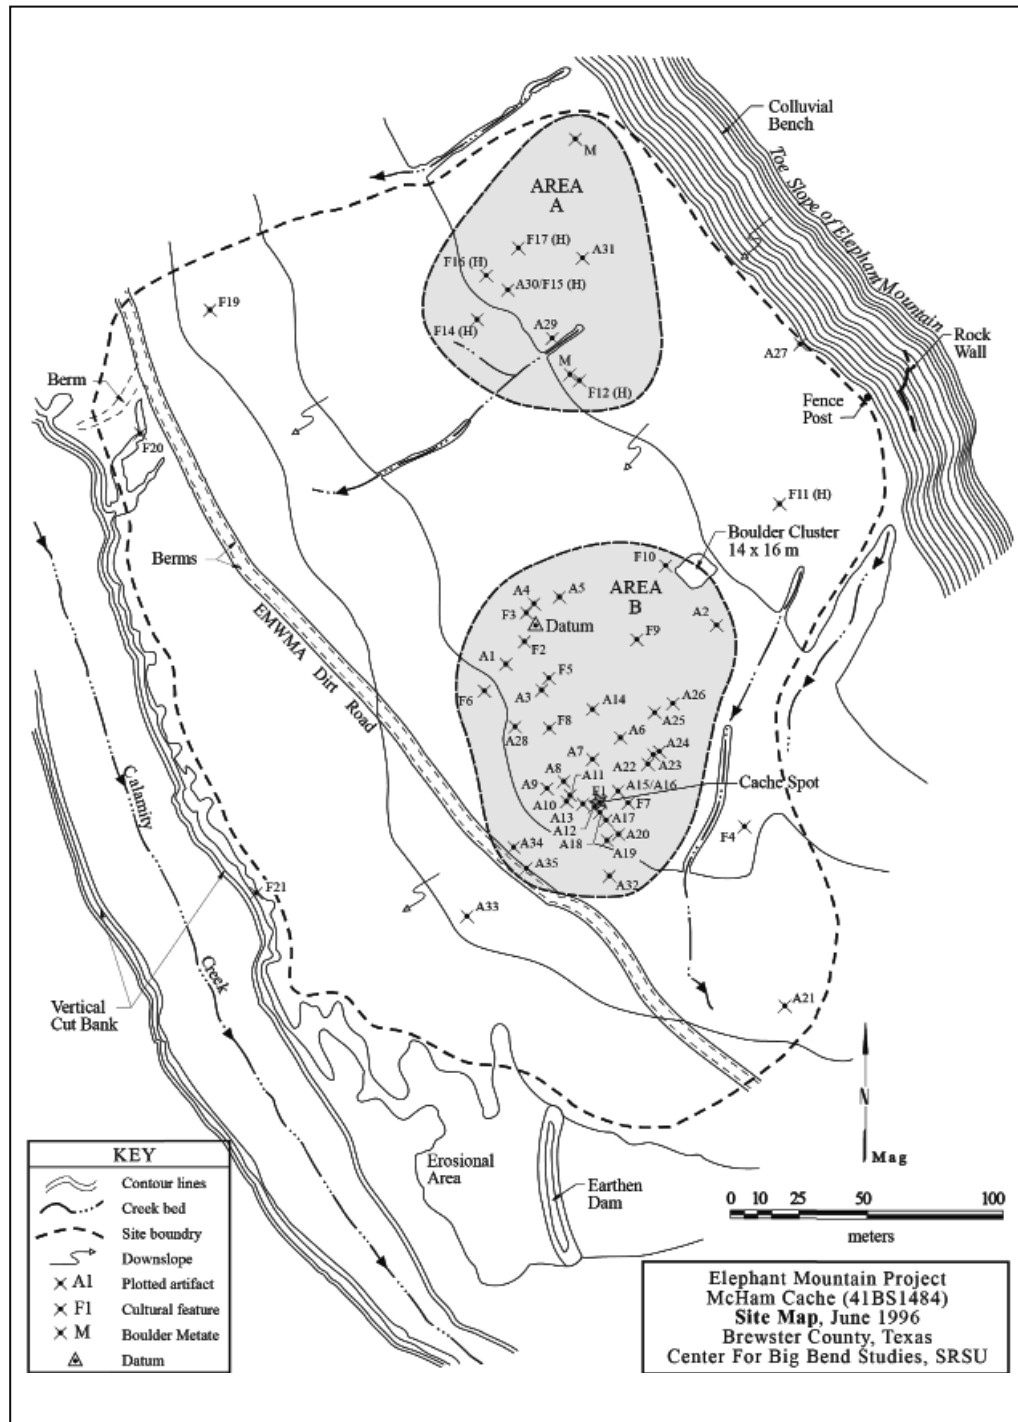 Colluvial
Bench
Toe Slope of Elephant Mountain
M
AREA
A
F17 (H)
A31
F16 (H)
A30/F15 (H)
F19
F14 (H)
A29
A27
Rock
Wall
M
F12 (H)
Berm
Fence
Post
F20
F11 (H)
Boulder Cluster
14 x 16 m
Berms
F10
AREA
B
A5
A4
F3
A2
Datum
F9
F2
EMWMA Dirt Road
A1
F5
F6
A3
A26
A14
A25
F8
A28
A6
A24
A7
A22
A23
Calamity
A8
A11
Cache Spot
A9
A15/A16
F1
A10
F7
A13
A17
A12
A20
F4
A34
A18
A19
A35
A32
F21
A33
Creek
Vertical
Cut Bank
A21
N
Mag
Erosional
Area
Earthen
Dam
0 10 25 50 100
meters
KEY
Contour lines
Creek bed
Site boundry
Downslope
A1 Plotted artifact
F1 Cultural feature
M Boulder Metate
Datum
Elephant Mountain Project
McHam Cache (41BS1484)
Site Map, June 1996
Brewster County, Texas
Center For Big Bend Studies, SRSU